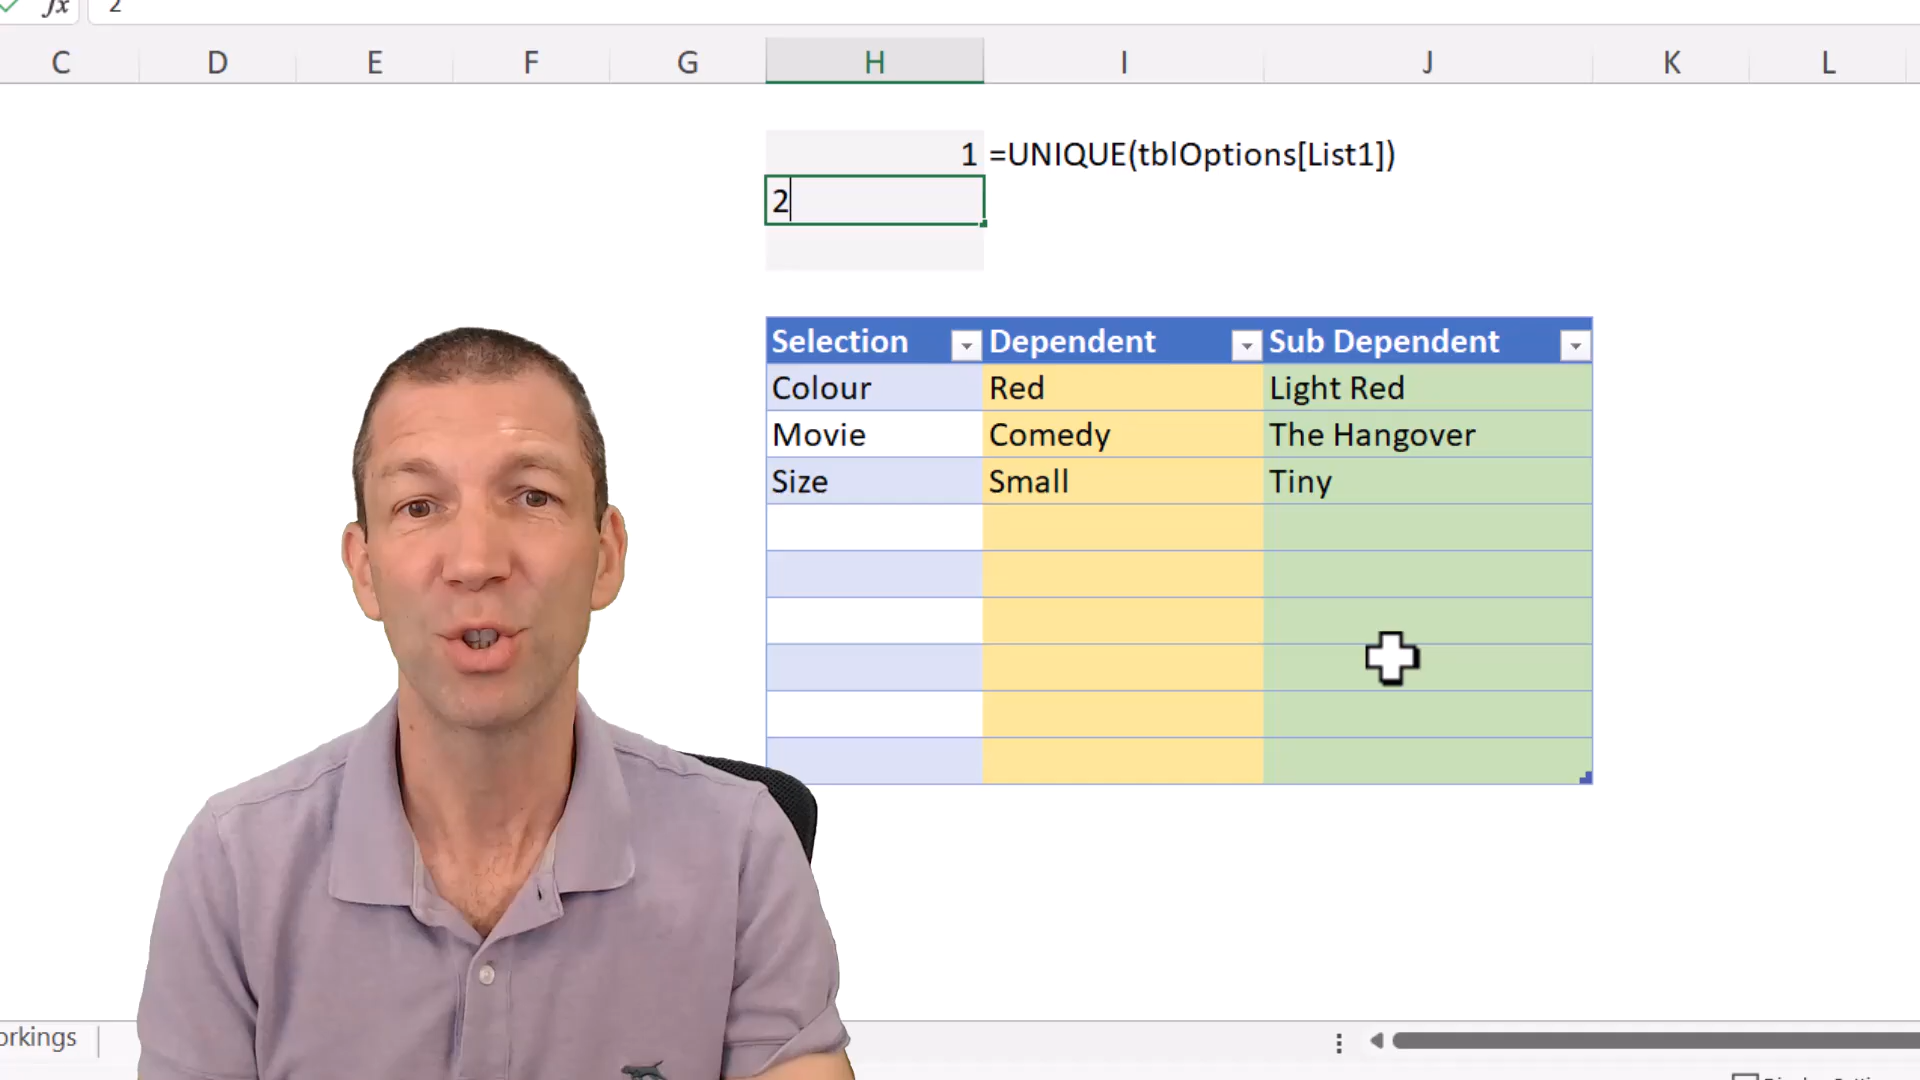 fx 2
C D E F G H I J K L
1 =UNIQUE(tblOptions[List1])
2
Selection Dependent Sub Dependent
Colour Red Light Red
Movie Comedy The Hangover
Size Small Tiny
orkings